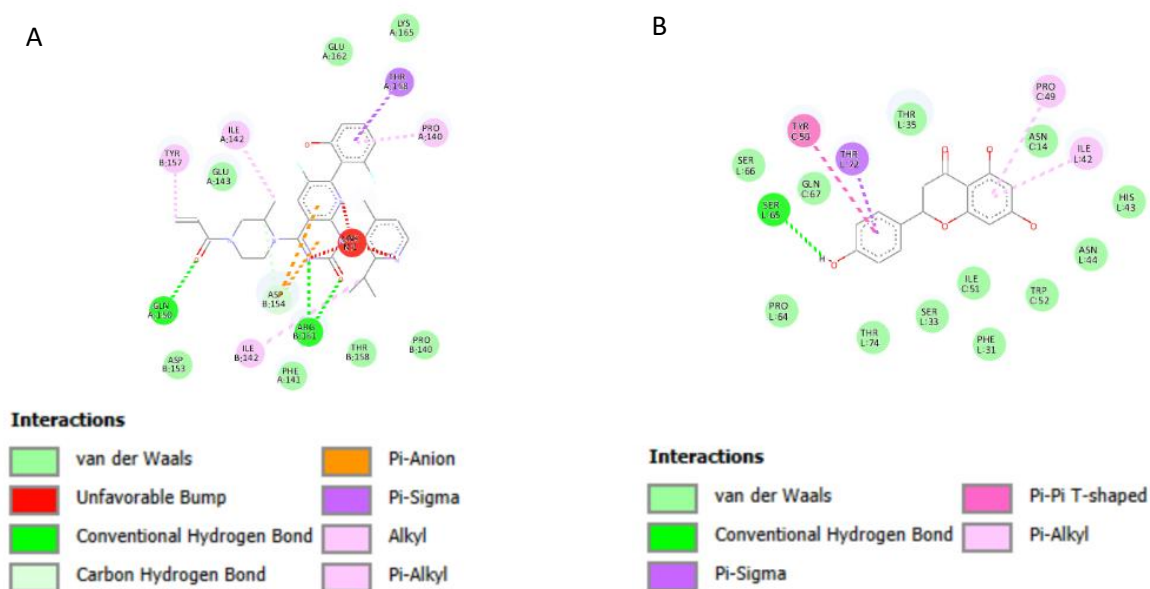 A
LYS
A:165
GLU
A:162
THR
A:158
ILE
A:142
PRO
A:140
TYR
B:157
GLU
A:143
ASP
B:154
GLN
A:150
ARG
B:161
ILE
B:142
THR
B:158
PRO
B:140
ASP
B:153
PHE
A:141
Interactions
van der Waals
Unfavorable Bump
Conventional Hydrogen Bond
Carbon Hydrogen Bond
Pi-Anion
Pi-Sigma
Alkyl
Pi-Alkyl
B
PRO
C:49
THR
L:35
TYR
C:50
ASN
C:14
THR
L:72
ILE
L:42
SER
L:66
GLN
C:67
SER
L:65
HIS
L:43
ASN
L:44
ILE
C:51
TRP
C:52
PRO
L:64
SER
L:33
THR
L:74
PHE
L:31
H
Interactions
van der Waals
Conventional Hydrogen Bond
Pi-Sigma
Pi-Pi T-shaped
Pi-Alkyl